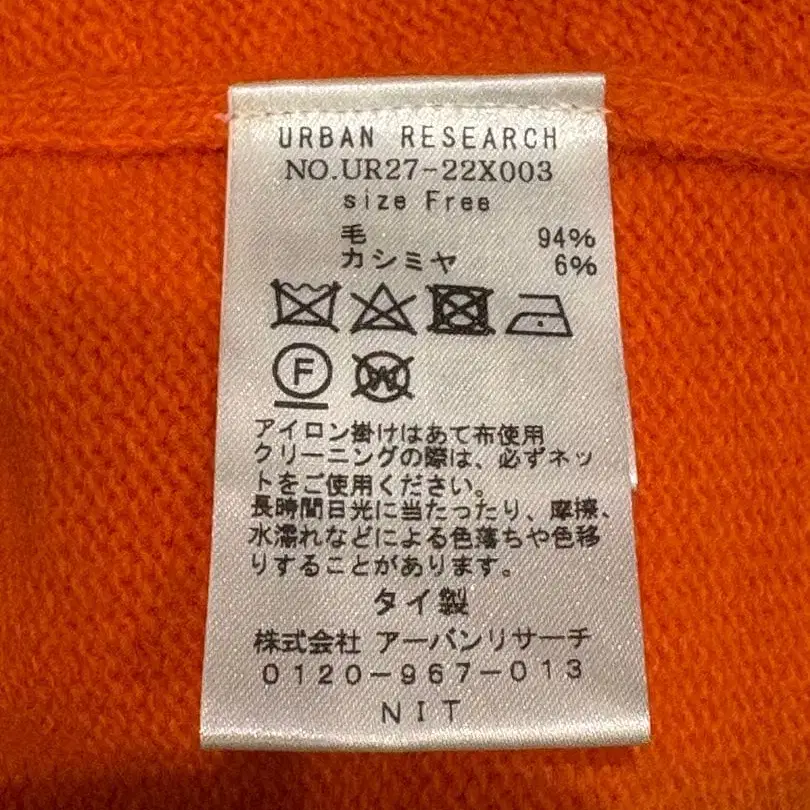 URBAN RESEARCH
NO.UR27-22X003
size Free
毛 94%
カシミヤ 6%
F W
アイロン掛けはあて布使用
クリーニングの際は、必ずネッ
トをご使用ください。
長時間日光に当たったり、摩擦、
水濡れなどによる色落ちや色移
りすることがあります。
タイ製
株式会社 アーバンリサーチ
0120-967-013
NIT